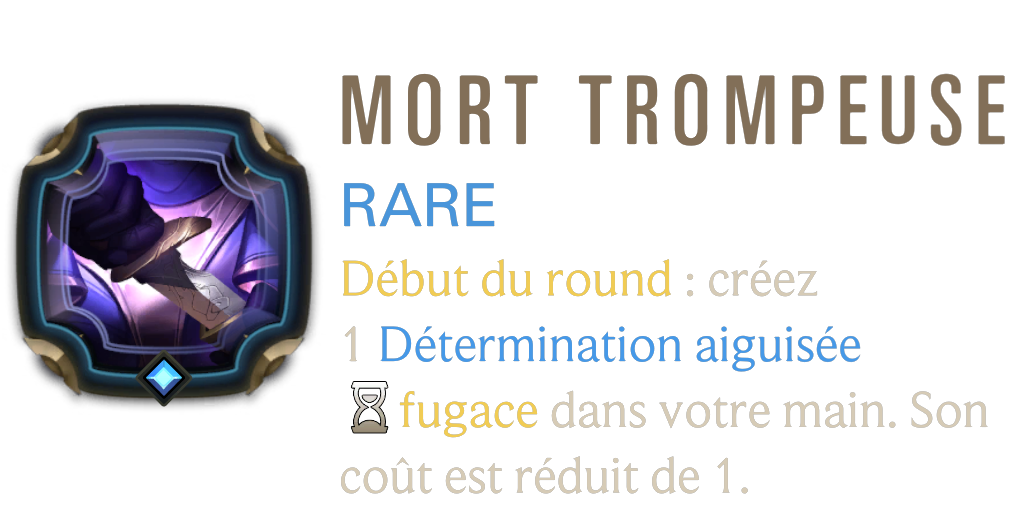 MORT TROMPEUSE
RARE
Début du round : créez
1 Détermination aiguisée
fugace dans votre main. Son
coût est réduit de 1.